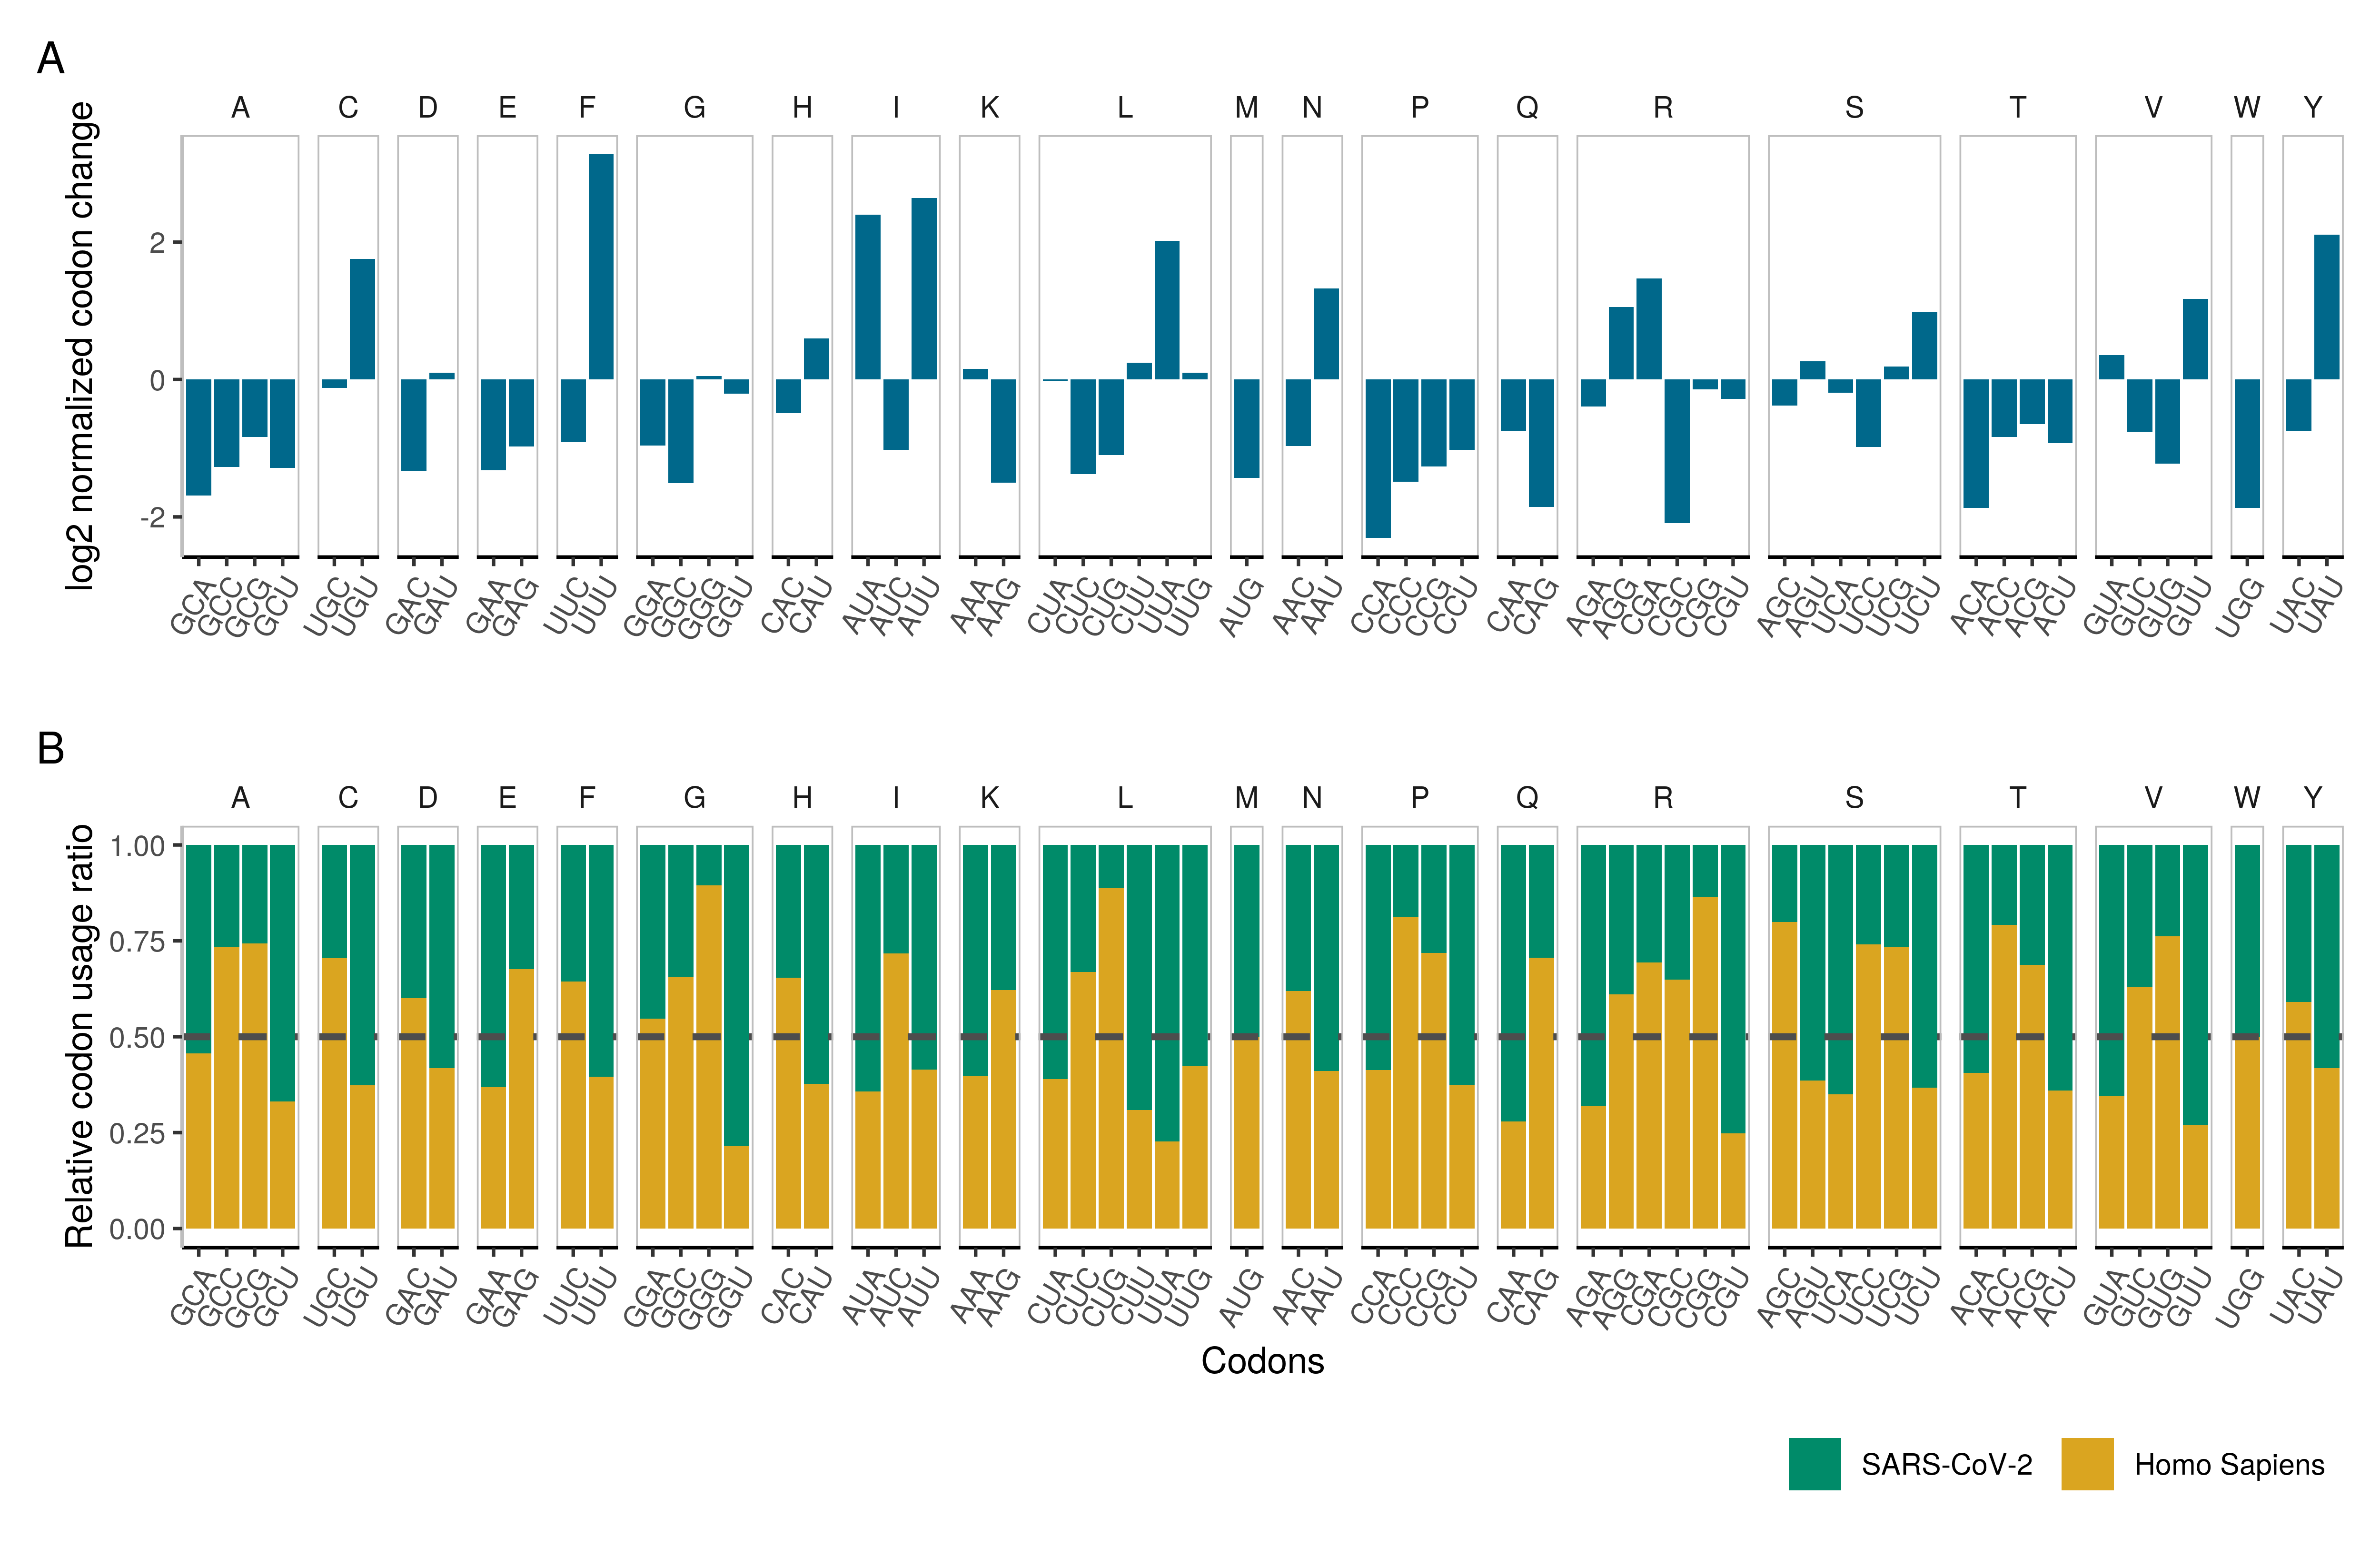 A
A C D E F G H I K L M N P Q R S T V W Y
log2 normalized codon change
2
0
-2
GCA GCC GCG GCU UGC UGU GAC GAU GAA GAG UUC UUU GGA GGC GGG GGU CAC CAU AUA AUC AUU AAA AAG CUA CUC CUG CUU UUA UUG AUG AAC AAU CCA CCC CCG CCU CAA CAG AGA AGG CGA CGC CGG CGU AGC AGU UCA UCC UCG UCU ACA ACC ACG ACU GUA GUC GUG GUU UGG UAC UAU
B
A C D E F G H I K L M N P Q R S T V W Y
Relative codon usage ratio
1.00
0.75
0.50
0.25
0.00
GCA GCC GCG GCU UGC UGU GAC GAU GAA GAG UUC UUU GGA GGC GGG GGU CAC CAU AUA AUC AUU AAA AAG CUA CUC CUG CUU UUA UUG AUG AAC AAU CCA CCC CCG CCU CAA CAG AGA AGG CGA CGC CGG CGU AGC AGU UCA UCC UCG UCU ACA ACC ACG ACU GUA GUC GUG GUU UGG UAC UAU
Codons
SARS-CoV-2 Homo Sapiens